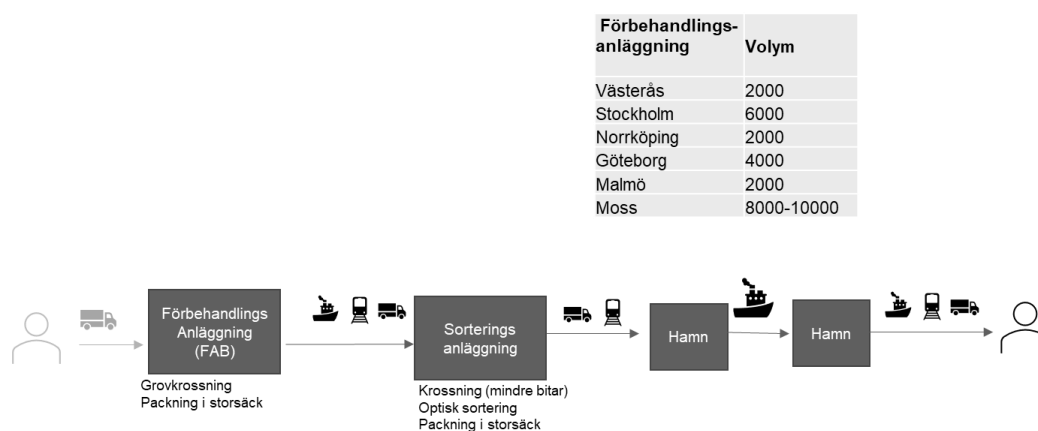 Förbehandlings-
anläggning Volym
Västerås 2000
Stockholm 6000
Norrköping 2000
Göteborg 4000
Malmö 2000
Moss 8000-10000
Förbehandlings
Anläggning
(FAB)
Grovkrossning
Packning i storsäck
Sorterings
anläggning
Krossning (mindre bitar)
Optisk sortering
Packning i storsäck
Hamn
Hamn